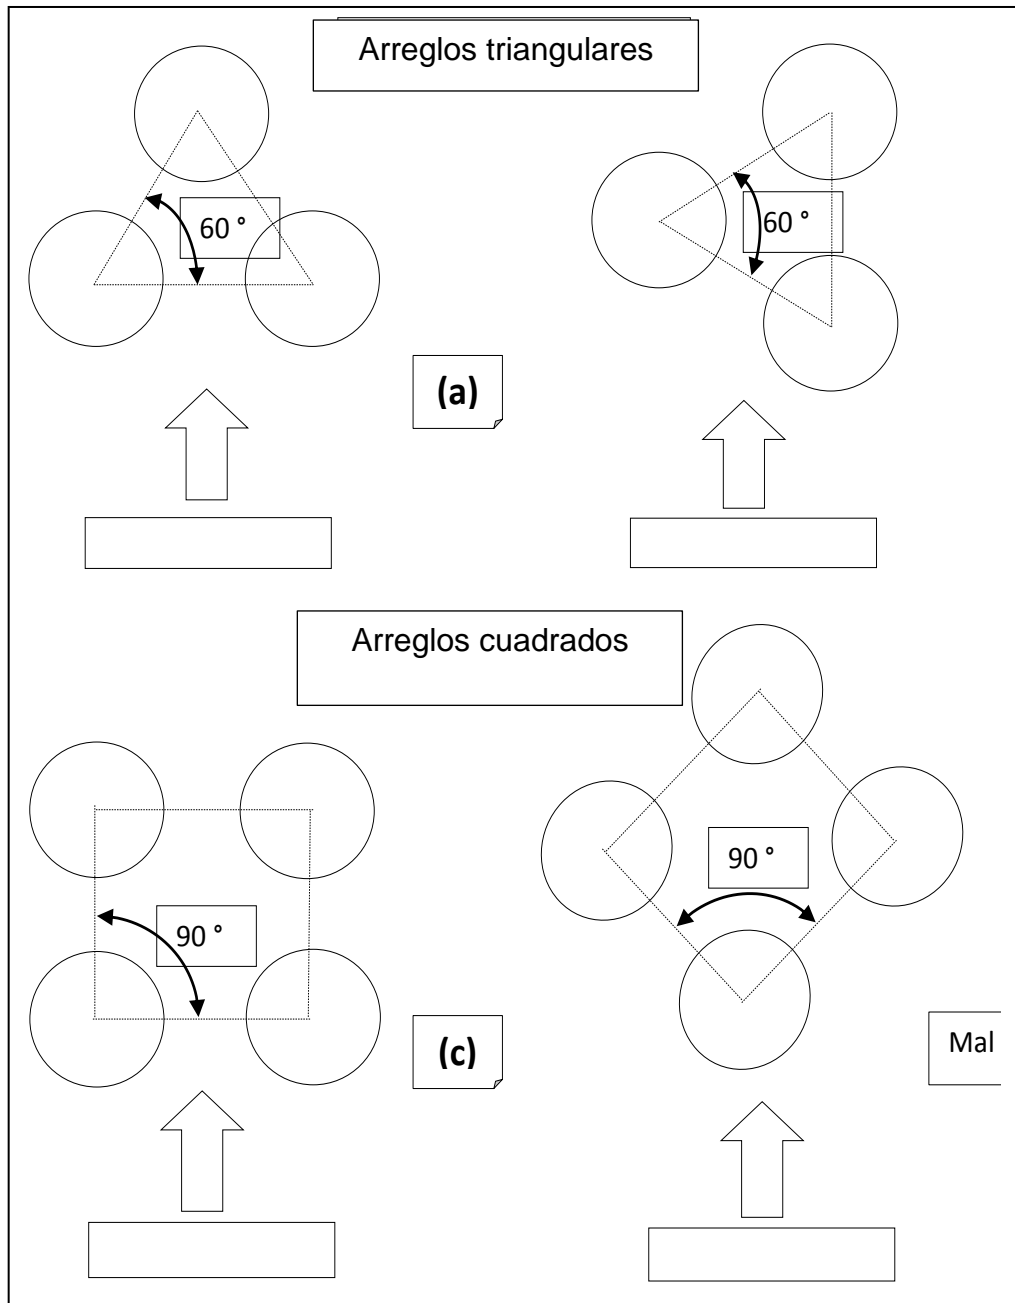 Arreglos triangulares
60 °
60 °
(a)
Arreglos cuadrados
90 °
90 °
(c)
Mal